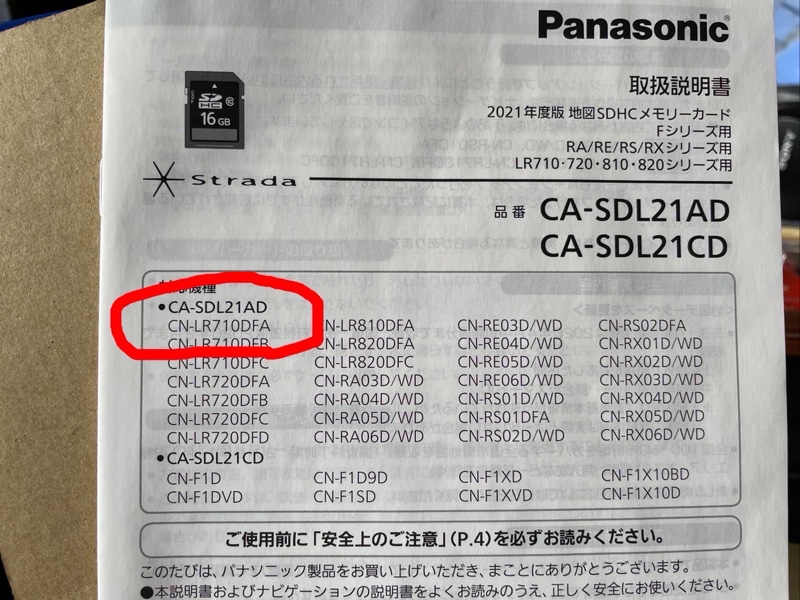 Panasonic
取扱説明書
SDHC 10
16GB
2021年度版 地図SDHCメモリーカード
Fシリーズ用
RA/RE/RS/RXシリーズ用
LR710・720・810・820シリーズ用
Strada
品番 CA-SDL21AD
CA-SDL21CD
対応機種
●CA-SDL21AD
CN-LR710DFA CN-LR810DFA CN-RE03D/WD CN-RS02DFA
CN-LR710DFB CN-LR820DFA CN-RE04D/WD CN-RX01D/WD
CN-LR710DFC CN-LR820DFC CN-RE05D/WD CN-RX02D/WD
CN-LR720DFA CN-RA03D/WD CN-RE06D/WD CN-RX03D/WD
CN-LR720DFB CN-RA04D/WD CN-RS01D/WD CN-RX04D/WD
CN-LR720DFC CN-RA05D/WD CN-RS01DFA CN-RX05D/WD
CN-LR720DFD CN-RA06D/WD CN-RS02D/WD CN-RX06D/WD
●CA-SDL21CD
CN-F1D CN-F1D9D CN-F1XD CN-F1X10BD
CN-F1DVD CN-F1SD CN-F1XVD CN-F1X10D
ご使用前に「安全上のご注意」(P.4)を必ずお読みください。
このたびは、パナソニック製品をお買い上げいただき、まことにありがとうございます。
●本説明書およびナビゲーションの説明書をよくお読みのうえ、正しく安全にお使いください。